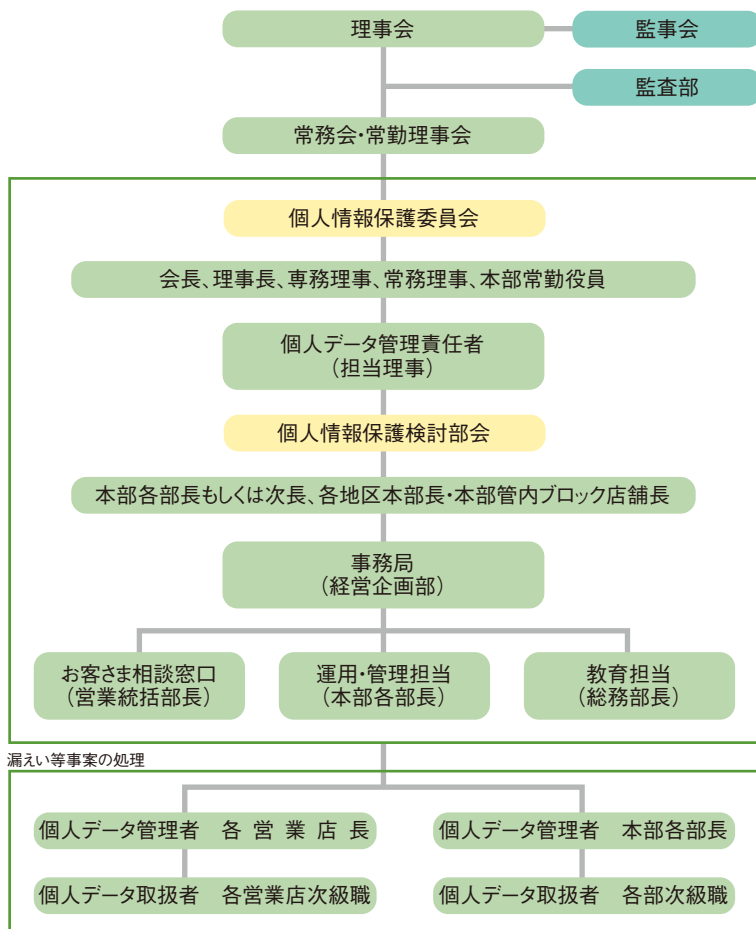 理事会
監事会
監査部
常務会・常勤理事会
個人情報保護委員会
会長、理事長、専務理事、常務理事、本部常勤役員
個人データ管理責任者
(担当理事)
個人情報保護検討部会
本部各部長もしくは次長、各地区本部長・本部管内ブロック店舗長
事務局
(経営企画部)
お客さま相談窓口
(営業統括部長)
運用・管理担当
(本部各部長)
教育担当
(総務部長)
漏えい等事案の処理
個人データ管理者 各営業店長
個人データ管理者 本部各部長
個人データ取扱者 各営業店次級職
個人データ取扱者 各部次級職